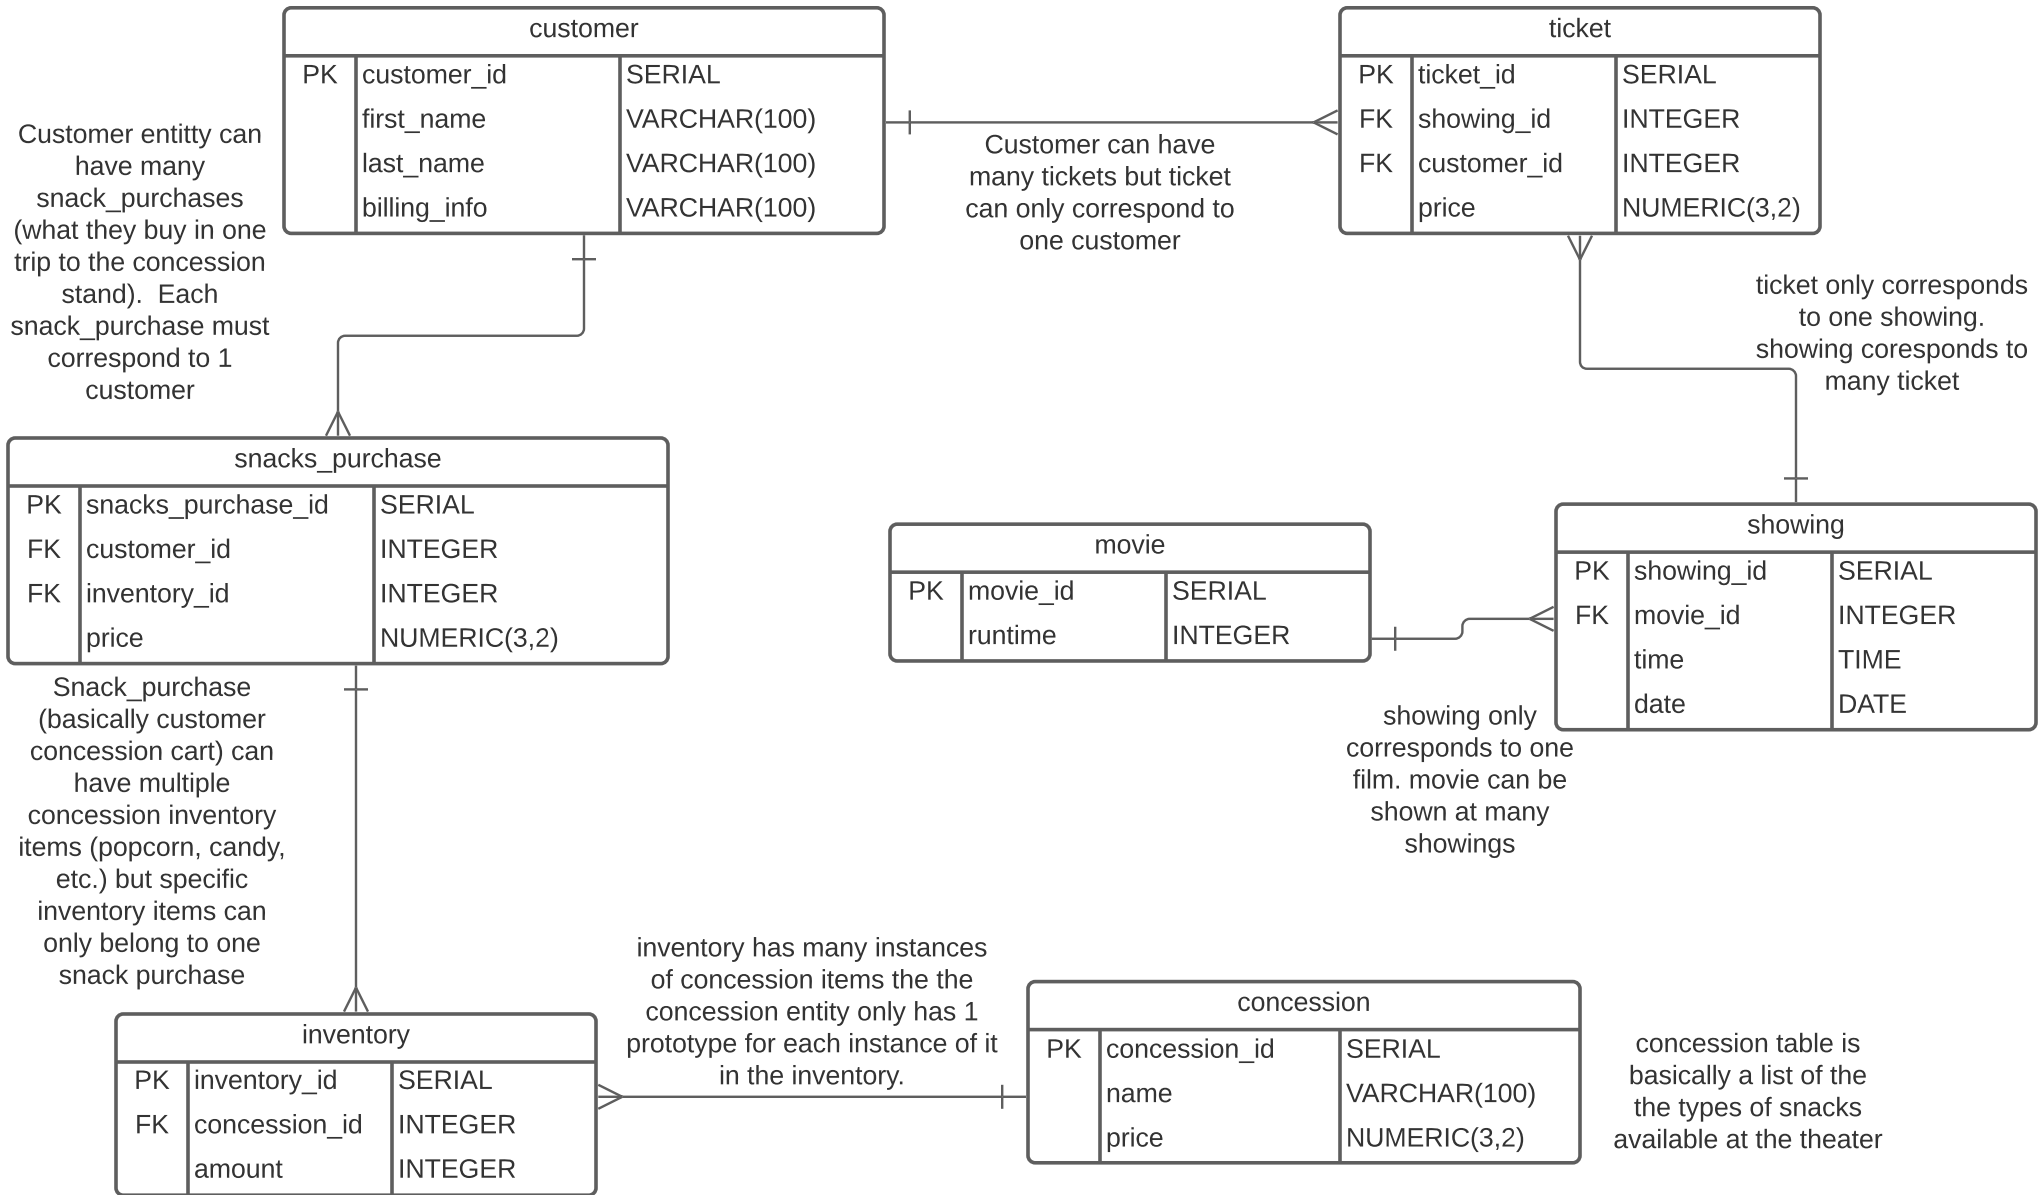 customer
PK customer_id SERIAL
first_name VARCHAR(100)
last_name VARCHAR(100)
billing_info VARCHAR(100)
ticket
PK ticket_id SERIAL
FK showing_id INTEGER
FK customer_id INTEGER
price NUMERIC(3,2)
Customer entitty can
have many
snack_purchases
(what they buy in one
trip to the concession
stand).  Each
snack_purchase must
correspond to 1
customer
Customer can have
many tickets but ticket
can only correspond to
one customer
ticket only corresponds
to one showing.
showing coresponds to
many ticket
snacks_purchase
PK snacks_purchase_id SERIAL
FK customer_id INTEGER
FK inventory_id INTEGER
price NUMERIC(3,2)
movie
PK movie_id SERIAL
runtime INTEGER
showing
PK showing_id SERIAL
FK movie_id INTEGER
time TIME
date DATE
Snack_purchase
(basically customer
concession cart) can
have multiple
concession inventory
items (popcorn, candy,
etc.) but specific
inventory items can
only belong to one
snack purchase
showing only
corresponds to one
film. movie can be
shown at many
showings
inventory has many instances
of concession items the the
concession entity only has 1
prototype for each instance of it
in the inventory.
inventory
PK inventory_id SERIAL
FK concession_id INTEGER
amount INTEGER
concession
PK concession_id SERIAL
name VARCHAR(100)
price NUMERIC(3,2)
concession table is
basically a list of the
the types of snacks
available at the theater